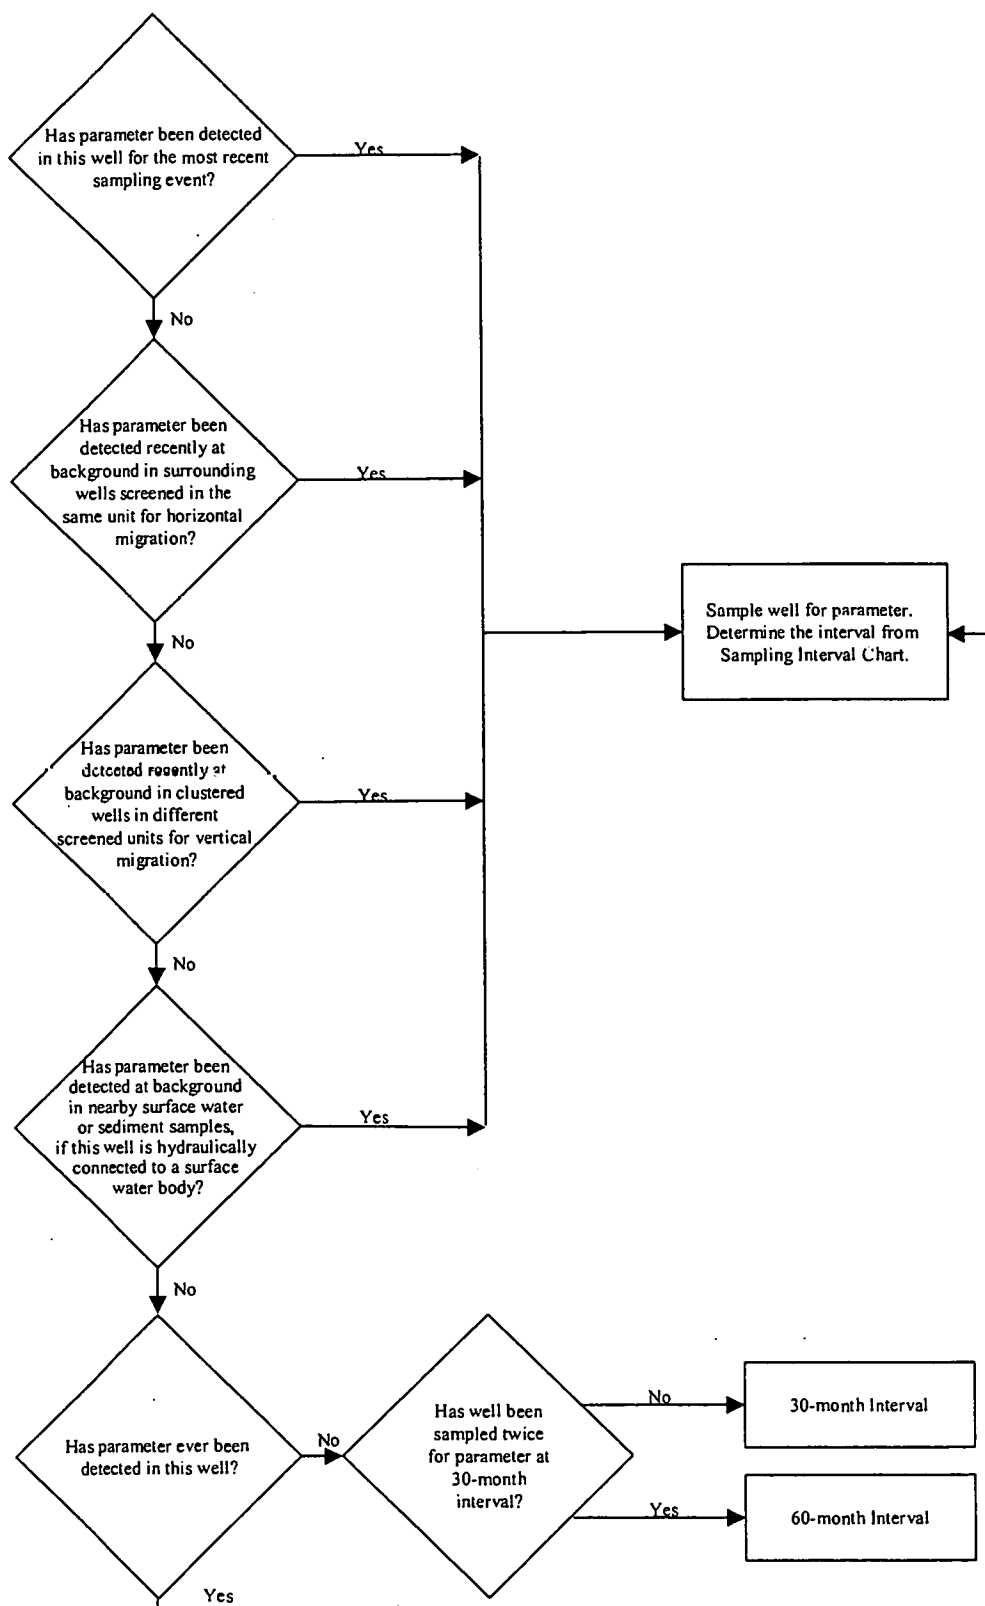 Has parameter been detected
in this well for the most recent
sampling event?
Yes
No
Has parameter been
detected recently at
background in surrounding
wells screened in the
same unit for horizontal
migration?
Yes
No
Sample well for parameter.
Determine the interval from
Sampling Interval Chart.
Has parameter been
detected recently at
background in clustered
wells in different
screened units for vertical
migration?
Yes
No
Has parameter been
detected at background
in nearby surface water
or sediment samples,
if this well is hydraulically
connected to a surface
water body?
Yes
No
Has parameter ever been
detected in this well?
No
Has well been
sampled twice
for parameter at
30-month
interval?
No
30-month Interval
Yes
60-month Interval
Yes